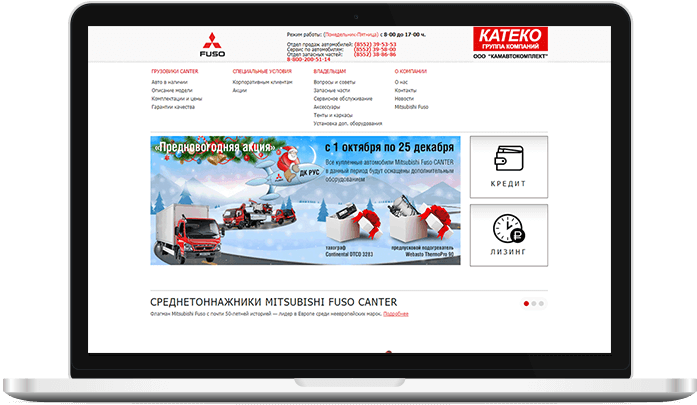 FUSO
Режим работы: (Понедельник-Пятница) с 8-00 до 17-00 ч.
Отдел продаж автомобилей: (8552) 39-53-53
Сервис по автомобилям: (8552) 39-58-00
Отдел запасных частей: (8552) 38-86-86
8-800-200-51-14
КАТЕКО
ГРУППА КОМПАНИЙ
ООО "КАМАВТОКОМПЛЕКТ"
ГРУЗОВИКИ CANTER
Авто в наличии
Описание модели
Комплектации и цены
Гарантии качества
СПЕЦИАЛЬНЫЕ УСЛОВИЯ
Корпоративным клиентам
Акции
ВЛАДЕЛЬЦАМ
Вопросы и советы
Запасные части
Сервисное обслуживание
Аксессуары
Тенты и каркасы
Установка доп. оборудования
О КОМПАНИИ
О нас
Контакты
Новости
Mitsubishi Fuso
«Предновогодняя акция»
с 1 октября по 25 декабря
Все купленные автомобили Mitsubishi Fuso CANTER
в данный период будут оснащены дополнительным
оборудованием
ДК РУС
тахограф
Continental DTCO 3283
предпусковой подогреватель
Webasto ThermoPro 90
КРЕДИТ
ЛИЗИНГ
СРЕДНЕТОННАЖНИКИ MITSUBISHI FUSO CANTER
Флагман Mitsubishi Fuso с почти 50-летней историей — лидер в Европе среди неевропейских марок. Подробнее